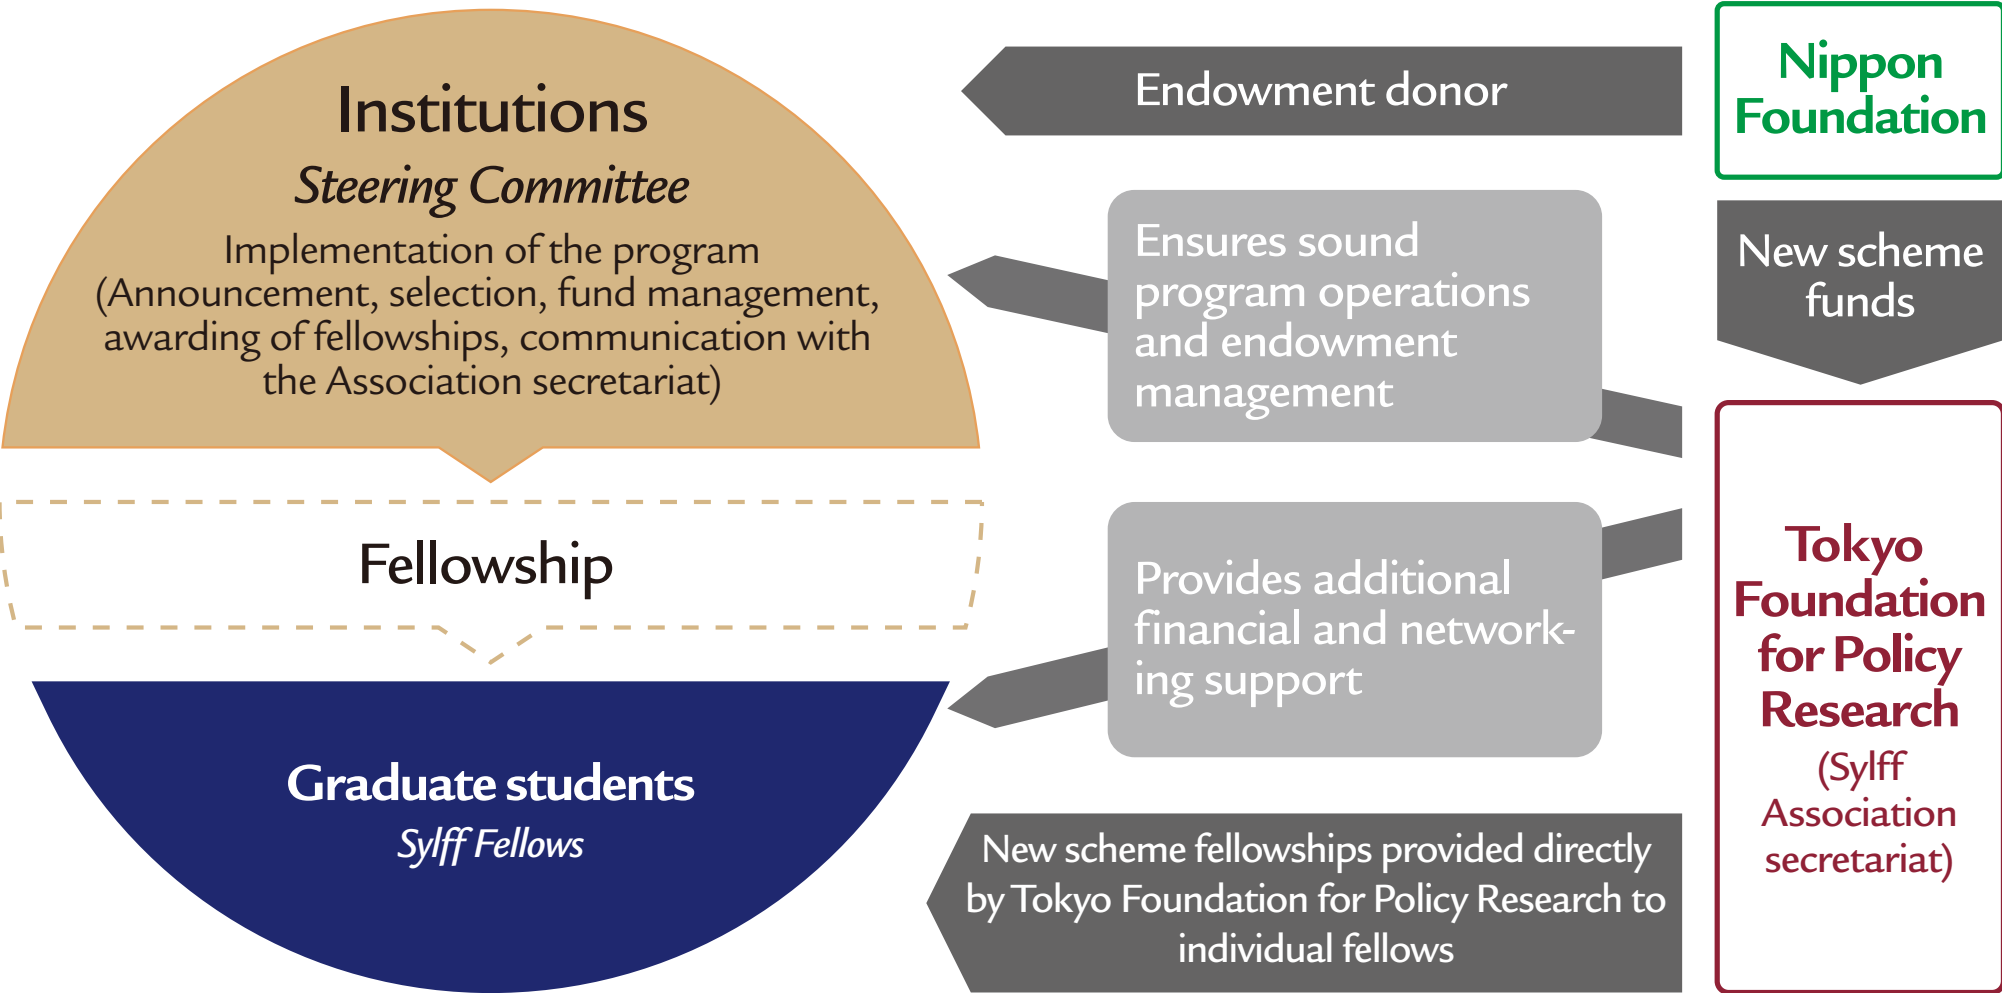 Institutions
Steering Committee
Implementation of the program
(Announcement, selection, fund management,
awarding of fellowships, communication with
the Association secretariat)
Fellowship
Graduate students
Sylff Fellows
Endowment donor
Ensures sound
program operations
and endowment
management
Provides additional
financial and network-
ing support
New scheme fellowships provided directly
by Tokyo Foundation for Policy Research to
individual fellows
Nippon
Foundation
New scheme
funds
Tokyo
Foundation
for Policy
Research
(Sylff
Association
secretariat)